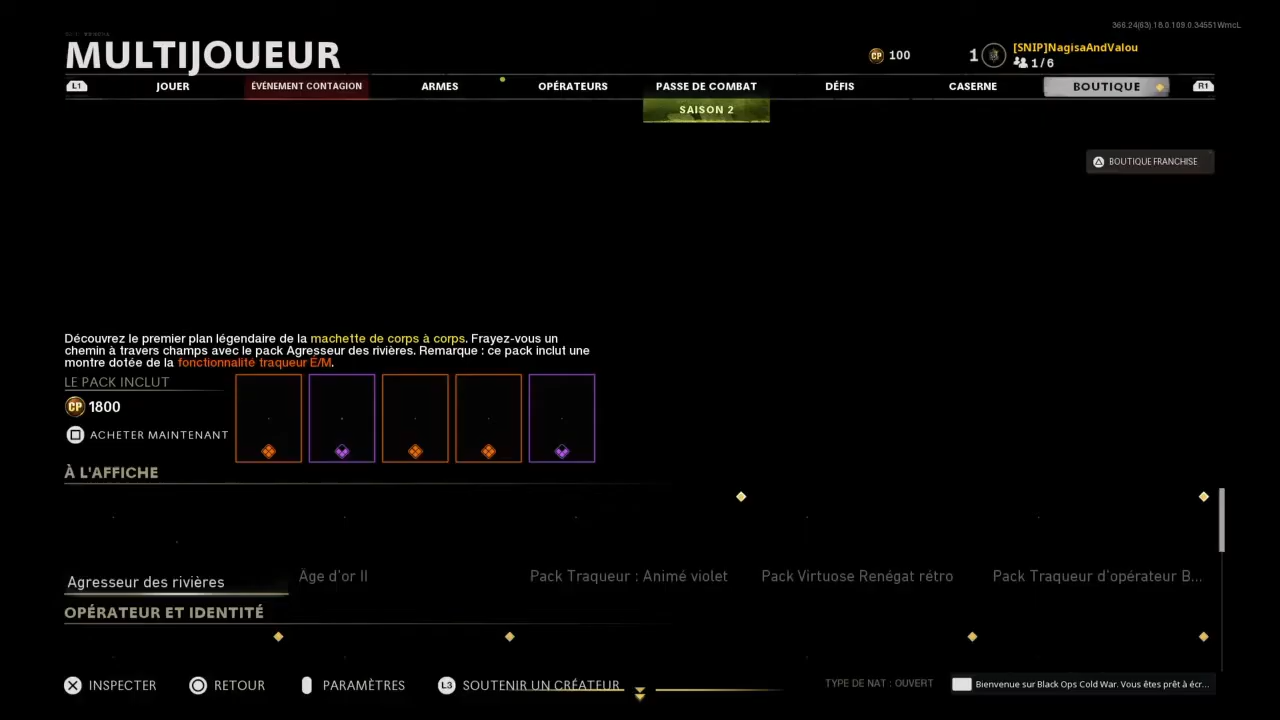 366.24(63).18.0.109.0.34551WmcL
MULTIJOUEUR
CP 100
1
[SNIP]NagisaAndValou
1/6
L1
JOUER
ÉVÉNEMENT CONTAGION
ARMES
OPÉRATEURS
PASSE DE COMBAT
DÉFIS
CASERNE
BOUTIQUE
R1
SAISON 2
BOUTIQUE FRANCHISE
Découvrez le premier plan légendaire de la machette de corps à corps. Frayez-vous un
chemin à travers champs avec le pack Agresseur des rivières. Remarque : ce pack inclut une
montre dotée de la fonctionnalité traqueur É/M.
LE PACK INCLUT
CP 1800
ACHETER MAINTENANT
À L'AFFICHE
Agresseur des rivières
Âge d'or II
Pack Traqueur : Animé violet
Pack Virtuose Renégat rétro
Pack Traqueur d'opérateur B...
OPÉRATEUR ET IDENTITÉ
INSPECTER
RETOUR
PARAMÈTRES
L3 SOUTENIR UN CRÉATEUR
TYPE DE NAT : OUVERT
Bienvenue sur Black Ops Cold War. Vous êtes prêt à écr...